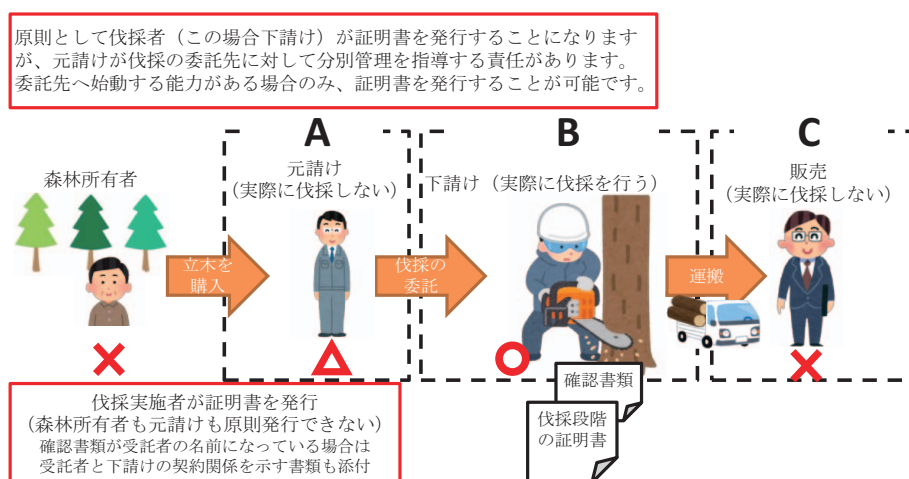 原則として伐採者（この場合下請け）が証明書を発行することになります
が、元請けが伐採の委託先に対して分別管理を指導する責任があります。
委託先へ始動する能力がある場合のみ、証明書を発行することが可能です。
A
B
C
森林所有者
元請け
（実際に伐採しない）
下請け（実際に伐採を行う）
販売
（実際に伐採しない）
立木を
購入
伐採の
委託
運搬
×
△
○
×
確認書類
伐採段階
の証明書
伐採実施者が証明書を発行
（森林所有者も元請けも原則発行できない）
確認書類が受託者の名前になっている場合は
受託者と下請けの契約関係を示す書類も添付